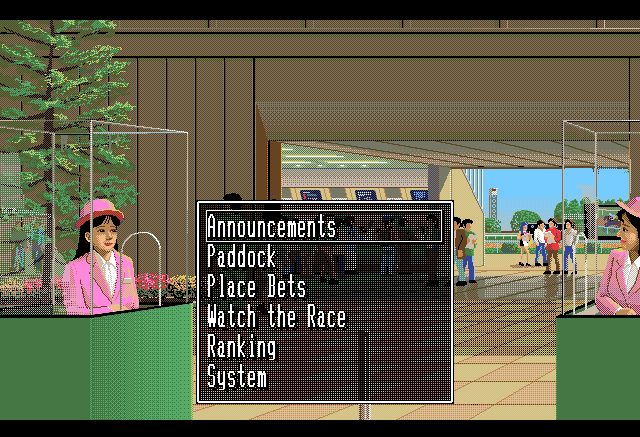 Announcements
Paddock
Place Bets
Watch the Race
Ranking
System